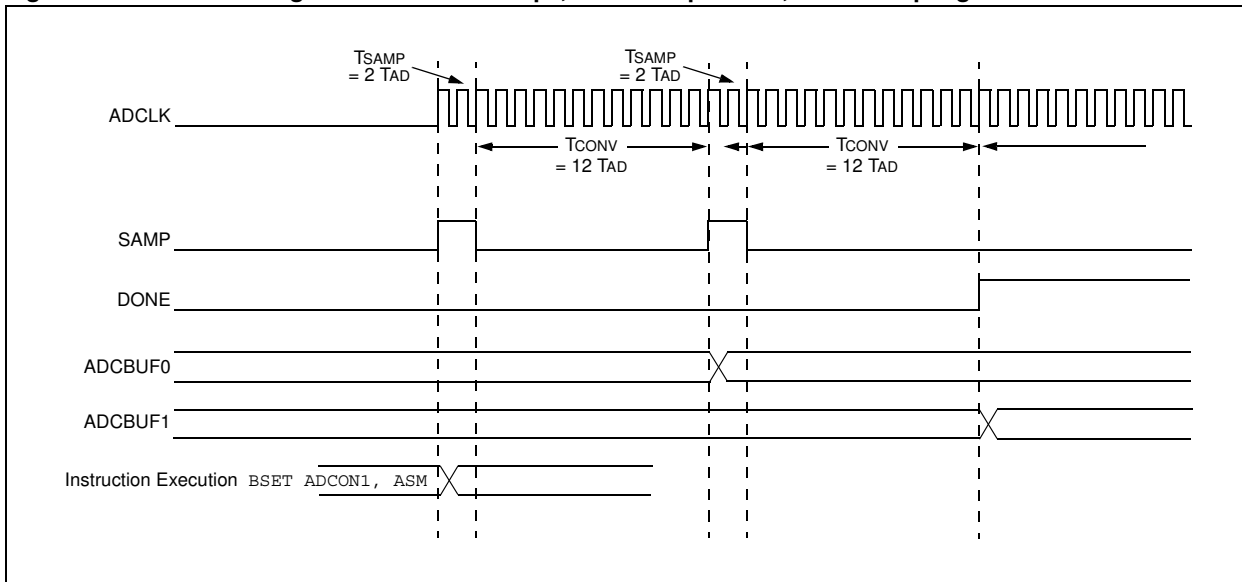 TSAMP
= 2 TAD
TSAMP
= 2 TAD
ADCLK
TCONV
= 12 TAD
TCONV
= 12 TAD
SAMP
DONE
ADCBUF0
ADCBUF1
Instruction Execution BSET ADCON1, ASM